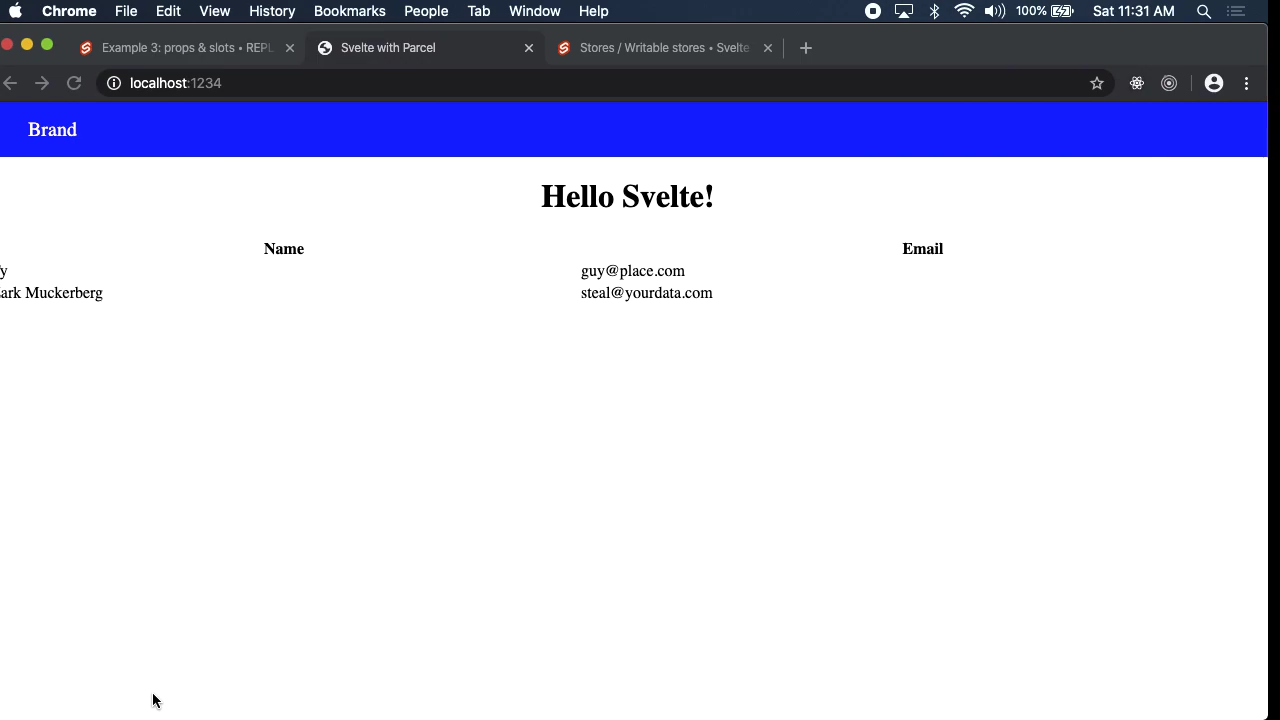 Chrome File Edit View History Bookmarks People Tab Window Help 100% Sat 11:31 AM
Example 3: props & slots • REPL
Svelte with Parcel
Stores / Writable stores • Svelte
localhost:1234
Brand
Hello Svelte!
Name Email
y guy@place.com
ark Muckerberg steal@yourdata.com